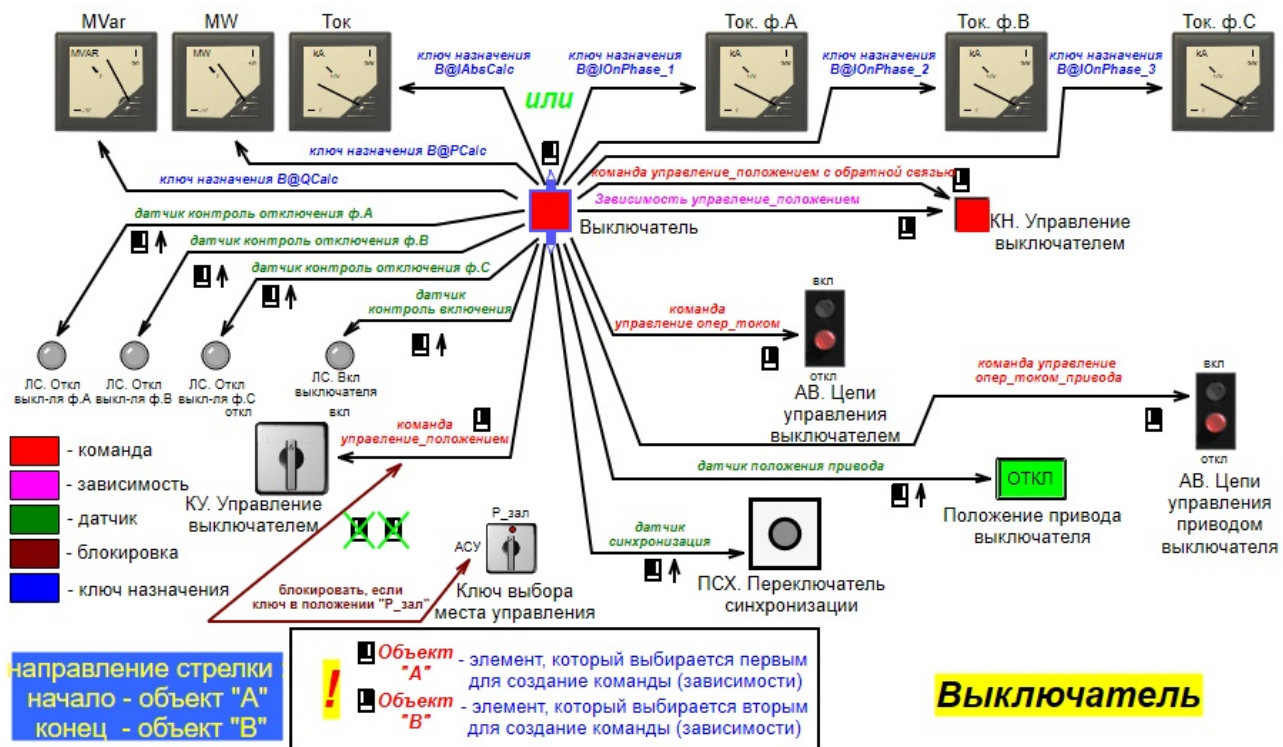 MVar
MW
Ток
Ток. ф.A
Ток. ф.B
Ток. ф.C
MVAR
MW
kA
kA
kA
kA
ключ назначения
B@IAbsCalc
ключ назначения
B@IOnPhase_1
ключ назначения
B@IOnPhase_2
ключ назначения
B@IOnPhase_3
или
ключ назначения B@PCalc
ключ назначения B@QCalc
команда управление_положением с обратной связью
Зависимость управление_положением
Выключатель
КН. Управление
выключателем
датчик контроль отключения ф.A
датчик контроль отключения ф.B
датчик контроль отключения ф.C
датчик
контроль включения
ЛС. Откл
выкл-ля ф.A
ЛС. Откл
выкл-ля ф.B
ЛС. Откл
выкл-ля ф.C
ЛС. Вкл
выключателя
команда
управление опер_током
вкл
откл
АВ. Цепи
управления
выключателем
команда управление
опер_током_привода
вкл
откл
АВ. Цепи
управления
приводом
выключателя
откл
вкл
команда
управление_положением
КУ. Управление
выключателем
- команда
- зависимость
- датчик
- блокировка
- ключ назначения
датчик положения привода
ОТКЛ
Положение привода
выключателя
датчик
синхронизация
ПСХ. Переключатель
синхронизации
Р_зал
АСУ
Ключ выбора
места управления
блокировать, если
ключ в положении "Р_зал"
направление стрелки
начало - объект "А"
конец - объект "В"
!
Объект
"А"
- элемент, который выбирается первым
для создание команды (зависимости)
Объект
"В"
- элемент, который выбирается вторым
для создание команды (зависимости)
Выключатель